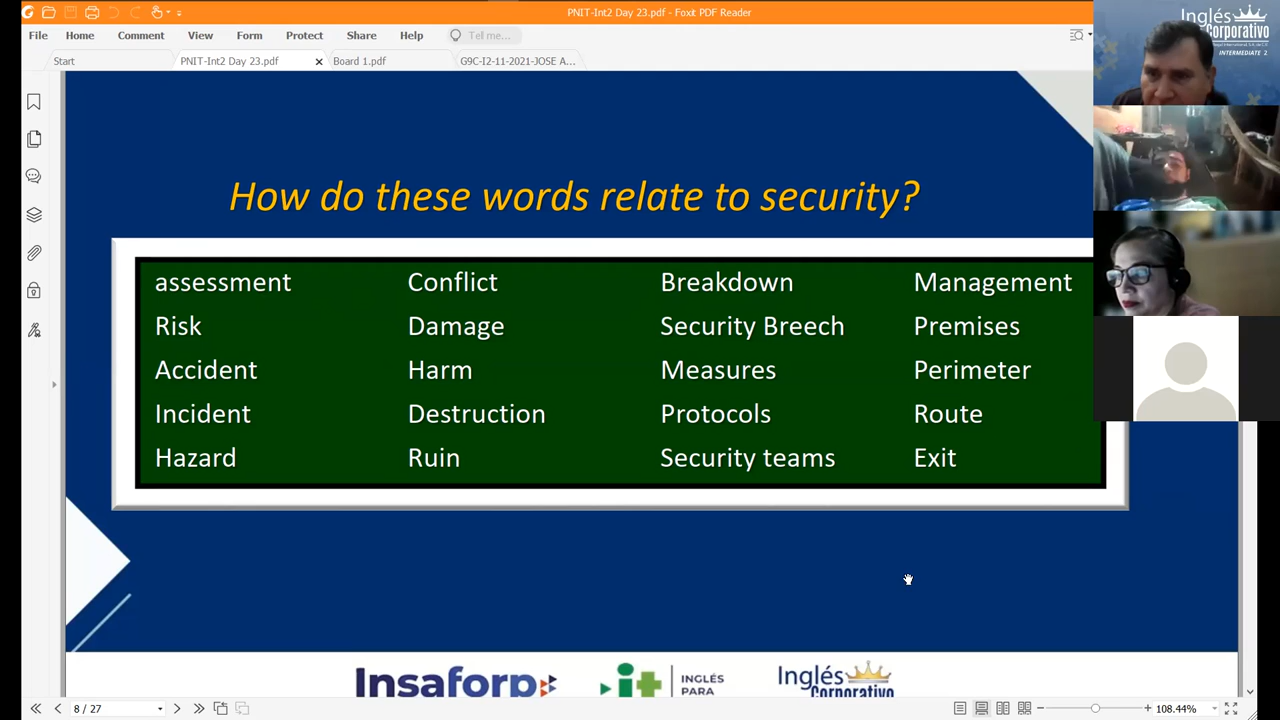 PNIT-Int2 Day 23.pdf - Foxit PDF Reader
File Home Comment View Form Protect Share Help Tell me...
Start PNIT-Int2 Day 23.pdf Board 1.pdf G9C-I2-11-2021-JOSE A...
Inglés
Corporativo
INTERMEDIATE 2
How do these words relate to security?
assessment Conflict Breakdown Management
Risk Damage Security Breech Premises
Accident Harm Measures Perimeter
Incident Destruction Protocols Route
Hazard Ruin Security teams Exit
Insaforp it INGLÉS PARA Inglés Corporativo
8 / 27 108.44%